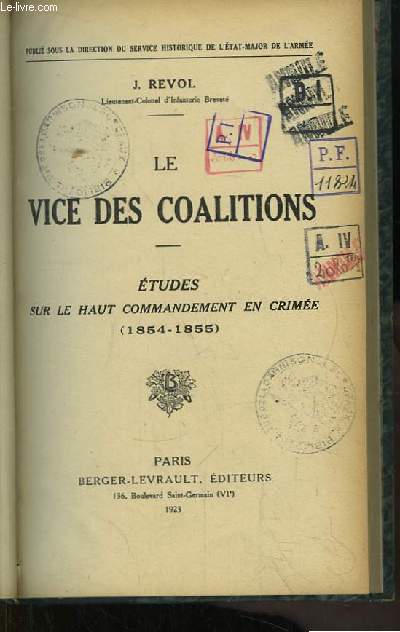 PUBLIÉ SOUS LA DIRECTION DU SERVICE HISTORIQUE DE L'ÉTAT-MAJOR DE L'ARMÉE
J. REVOL
Lieutenant-Colonel d'Infanterie Breveté
ANNULÉ
P.I
A. IV
P. F.
11824
LE
VICE DES COALITIONS
A. IV
ÉTUDES
SUR LE HAUT COMMANDEMENT EN CRIMÉE
(1854-1855)
B
PARIS
BERGER-LEVRAULT, ÉDITEURS
136, Boulevard Saint-Germain (VIe)
1923
© le-livre